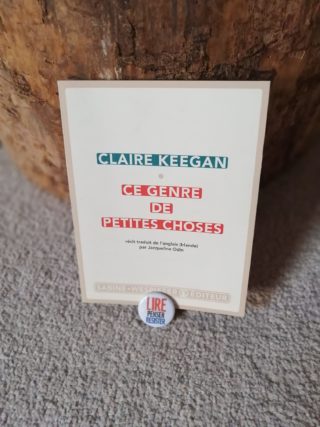 CLAIRE KEEGAN
CE GENRE
DE
PETITES CHOSES
récit traduit de l'anglais (Irlande)
par Jacqueline Odin
SABINE WESPIESER ÉDITEUR
LIRE
PENSER
RÉSISTER